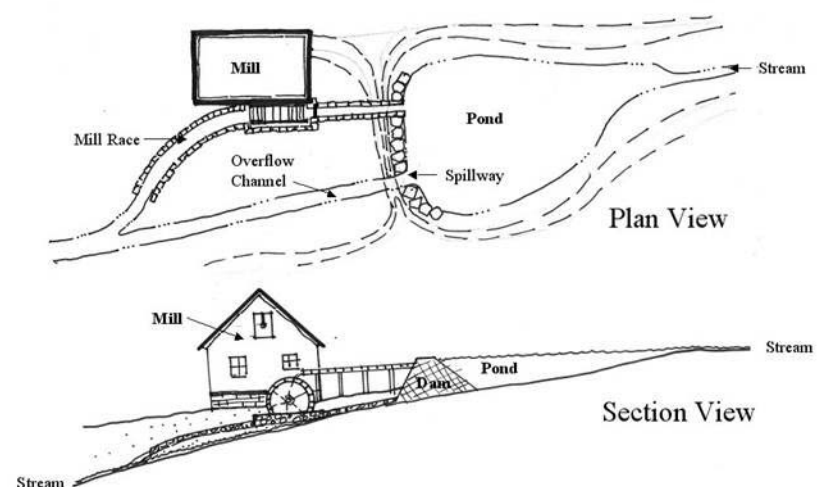 Mill
Stream
Pond
Mill Race
Overflow
Channel
Spillway
Plan View
Mill
Stream
Pond
Dam
Section View
Stream